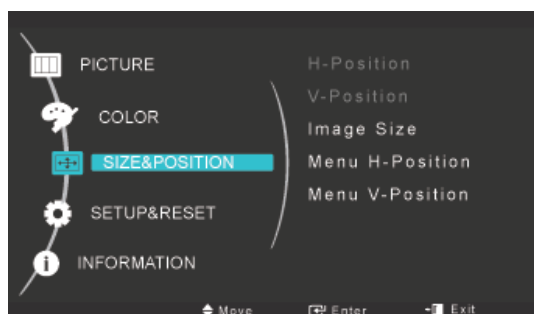 PICTURE
COLOR
SIZE&POSITION
SETUP&RESET
INFORMATION
H-Position
V-Position
Image Size
Menu H-Position
Menu V-Position
Move Enter Exit